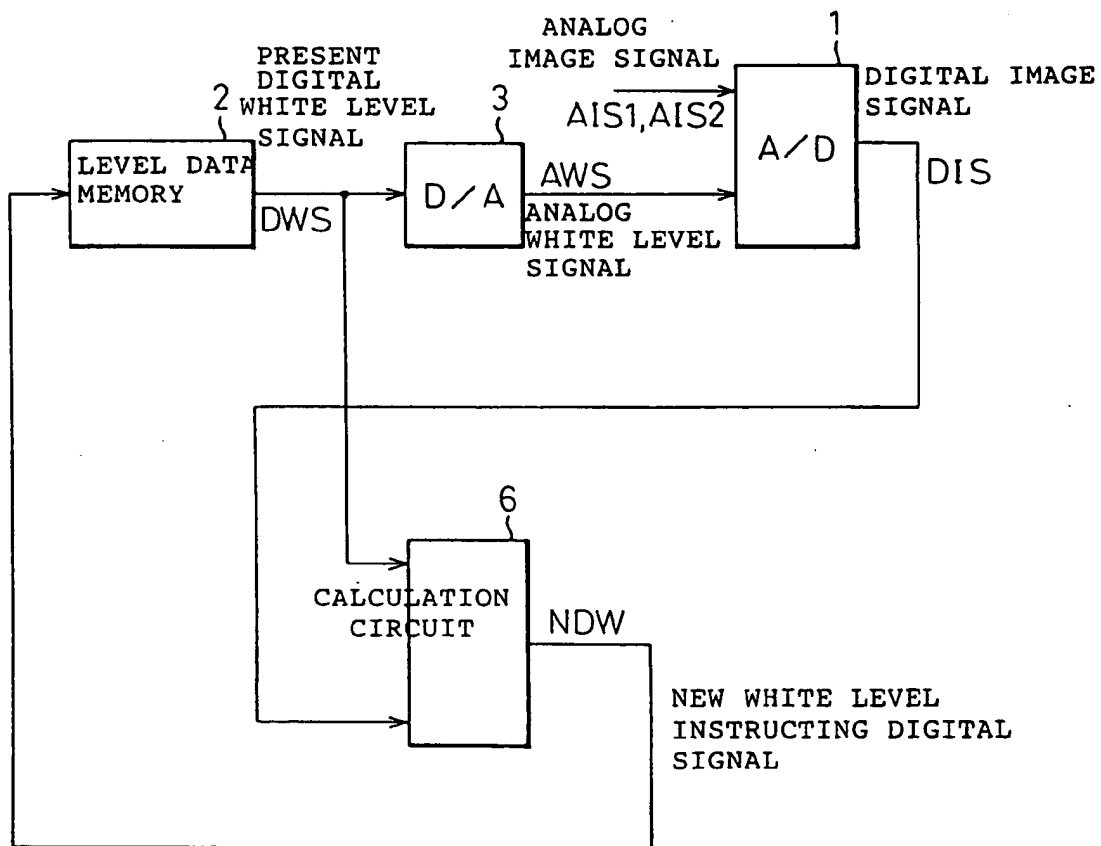 PRESENT
DIGITAL
WHITE LEVEL
SIGNAL
2
LEVEL DATA
MEMORY
DWS
3
D/A
AWS
ANALOG
WHITE LEVEL
SIGNAL
ANALOG
IMAGE SIGNAL
AIS1,AIS2
1
A/D
DIGITAL IMAGE
SIGNAL
DIS
6
CALCULATION
CIRCUIT
NDW
NEW WHITE LEVEL
INSTRUCTING DIGITAL
SIGNAL